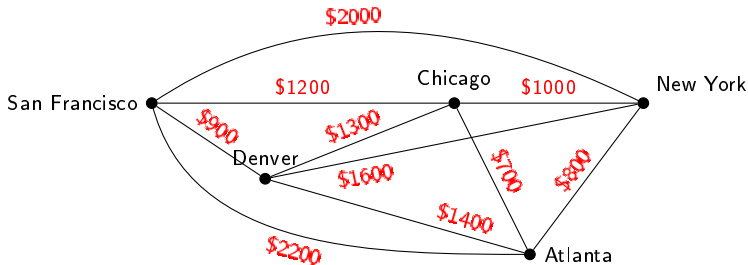 $2000
San Francisco
$1200
Chicago
$1000
New York
$900
$1300
Denver
$1600
$700
$800
$1400
$2200
Atlanta